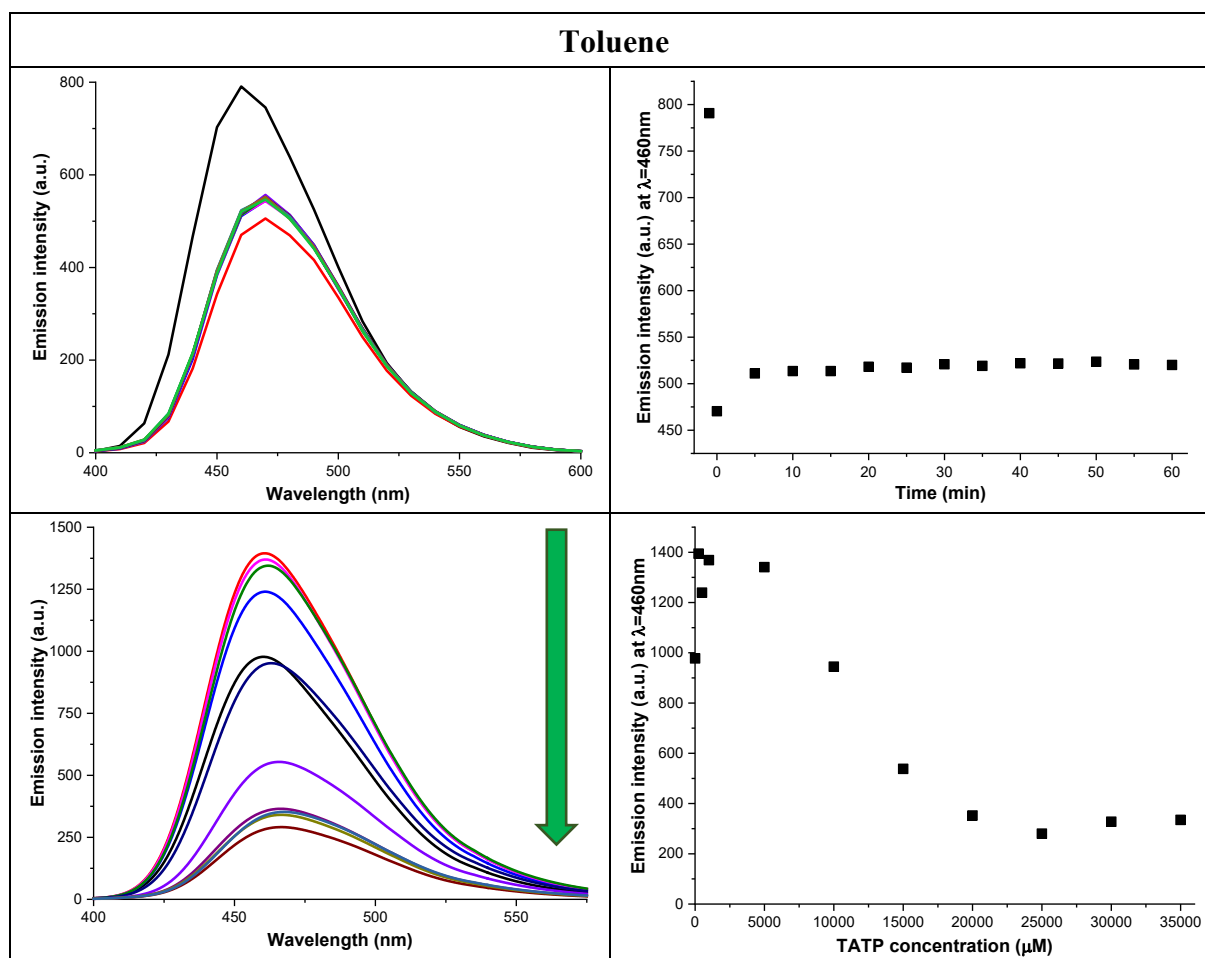 Toluene
800
600
400
200
0
400 450 500 550 600
Emission intensity (a.u.)
Wavelength (nm)
800
750
700
650
600
550
500
450
0 10 20 30 40 50 60
Emission intensity (a.u.) at λ=460nm
Time (min)
1500
1250
1000
750
500
250
0
400 450 500 550
Emission intensity (a.u.)
Wavelength (nm)
1400
1200
1000
800
600
400
200
0
0 5000 10000 15000 20000 25000 30000 35000
Emission intensity (a.u.) at λ=460nm
TATP concentration (μM)